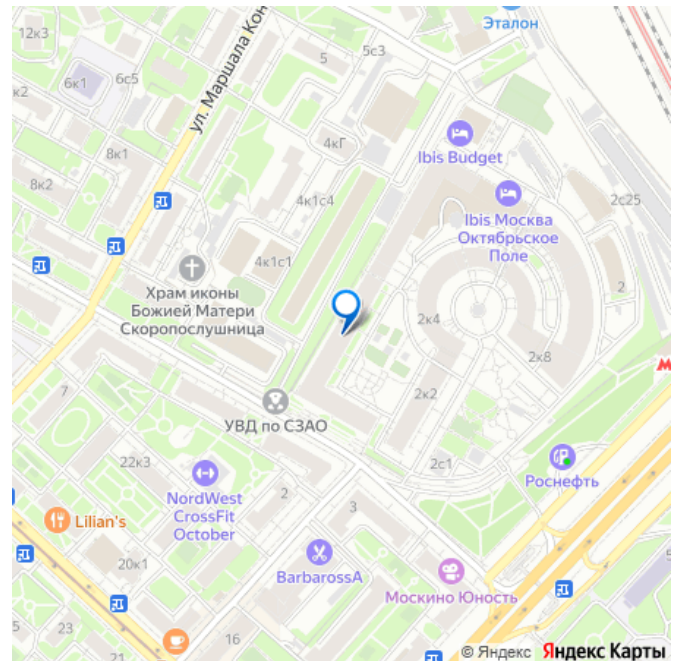 Эталон
12к3
5с3
5
6к1
6с5
к2
ул. Маршала Кон
4кГ
Ibis Budget
8к1
8к2
4к1с4
2с25
Ibis Москва
Октябрьское
Поле
4к1с1
Храм иконы
Божией Матери
Скоропослушница
2
2к4
2к8
М
7
2к2
УВД по СЗАО
2с1
22к3
Роснефть
NordWest
CrossFit
October
2
3
Lilian's
20к1
BarbarossA
Москино Юность
5
23
21
16
© Яндекс Яндекс Карты